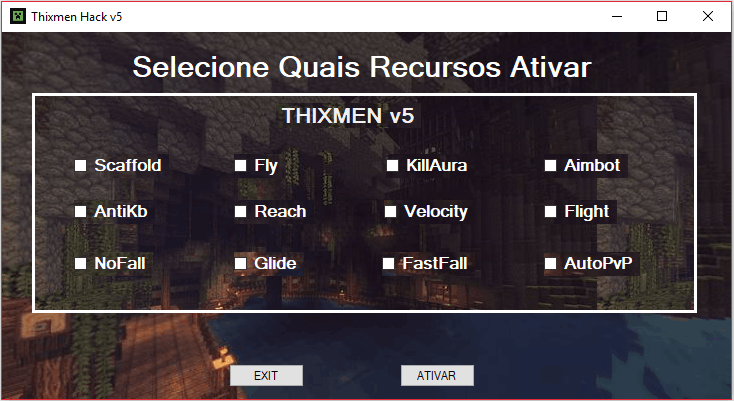 Thixmen Hack v5
Selecione Quais Recursos Ativar
THIXMEN v5
Scaffold Fly KillAura Aimbot
AntiKb Reach Velocity Flight
NoFall Glide FastFall AutoPvP
EXIT ATIVAR